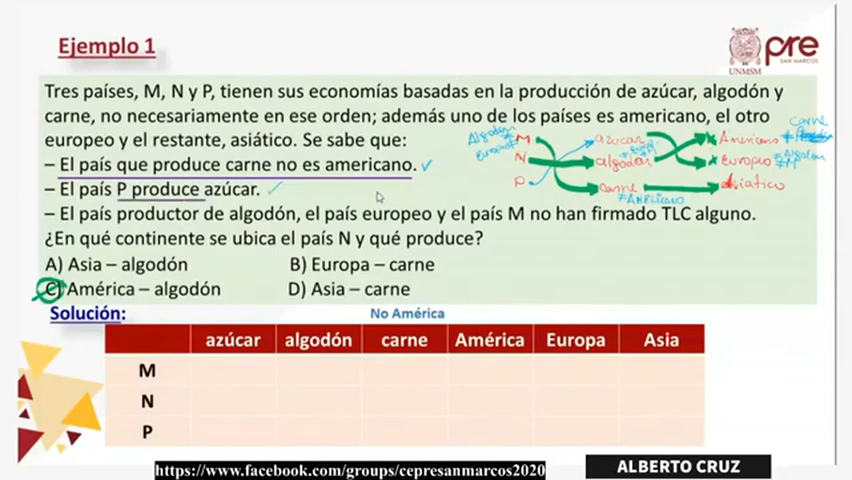 Ejemplo 1
UNMSM
pre
SAN MARCOS
Tres países, M, N y P, tienen sus economías basadas en la producción de azúcar, algodón y
carne, no necesariamente en ese orden; además uno de los países es americano, el otro
europeo y el restante, asiático. Se sabe que:
– El país que produce carne no es americano.
– El país P produce azúcar.
– El país productor de algodón, el país europeo y el país M no han firmado TLC alguno.
¿En qué continente se ubica el país N y qué produce?
A) Asia – algodón B) Europa – carne
C) América – algodón D) Asia – carne
Algodón M azucar Americano Carne
Europeo N algodon Europeo ≠Algodon
≠M
P carne Asiático
≠AMERICANO
Solución:
No América
azúcar algodón carne América Europa Asia
M
N
P
https://www.facebook.com/groups/cepresanmarcos2020
ALBERTO CRUZ